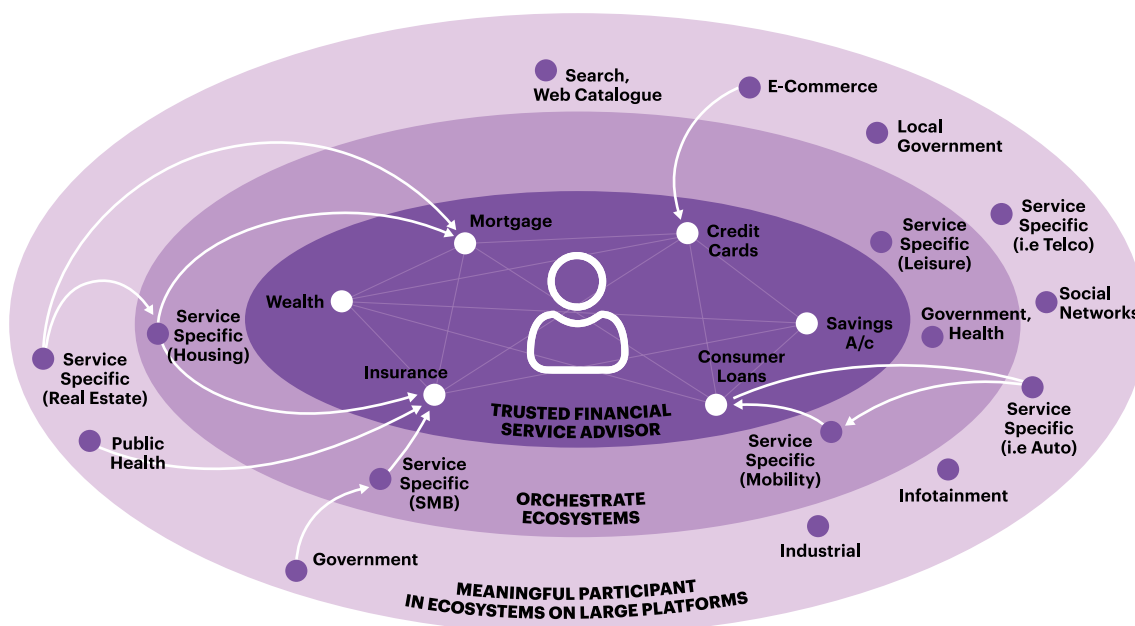 Search,
Web Catalogue
E-Commerce
Local
Government
Service
Specific
(i.e Telco)
Social
Networks
Service
Specific
(Leisure)
Government,
Health
Mortgage
Credit
Cards
Wealth
Savings
A/c
Insurance
Consumer
Loans
TRUSTED FINANCIAL
SERVICE ADVISOR
Service
Specific
(Housing)
Service
Specific
(Real Estate)
Public
Health
Service
Specific
(SMB)
Service
Specific
(Mobility)
Service
Specific
(i.e Auto)
ORCHESTRATE
ECOSYSTEMS
Infotainment
Industrial
Government
MEANINGFUL PARTICIPANT
IN ECOSYSTEMS ON LARGE PLATFORMS